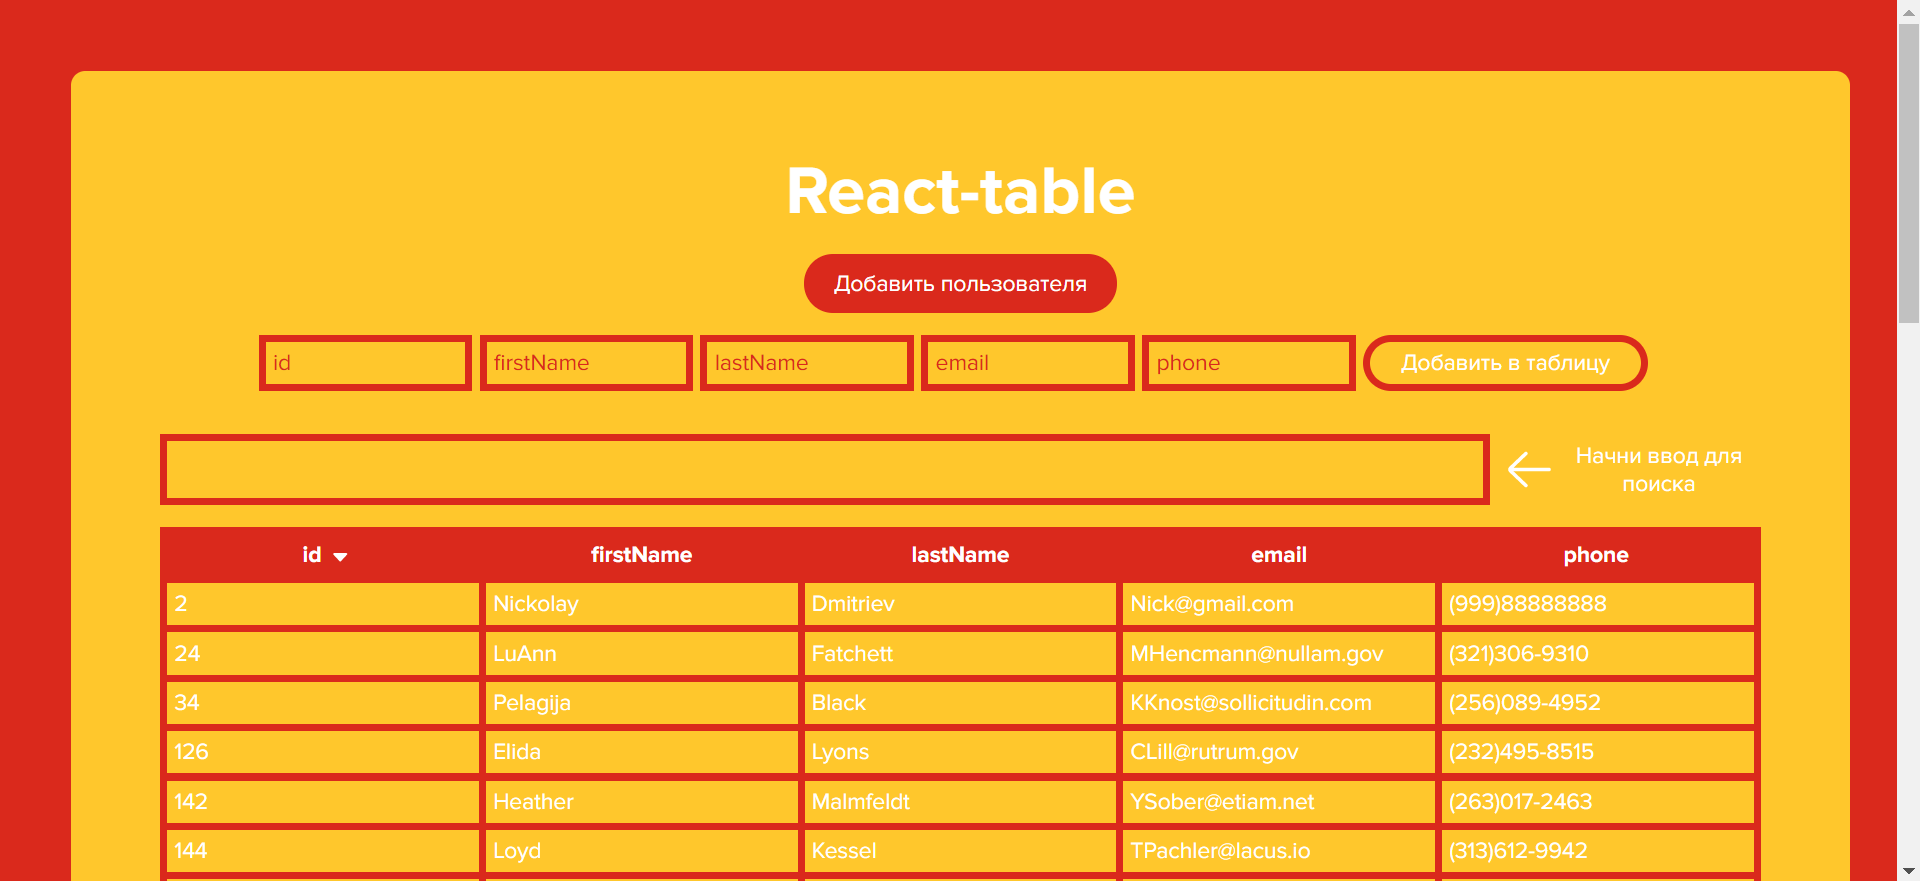 React-table
Добавить пользователя
id firstName lastName email phone Добавить в таблицу
Начни ввод для
поиска
id firstName lastName email phone
2 Nickolay Dmitriev Nick@gmail.com (999)88888888
24 LuAnn Fatchett MHencmann@nullam.gov (321)306-9310
34 Pelagija Black KKnost@sollicitudin.com (256)089-4952
126 Elida Lyons CLill@rutrum.gov (232)495-8515
142 Heather Malmfeldt YSober@etiam.net (263)017-2463
144 Loyd Kessel TPachler@lacus.io (313)612-9942